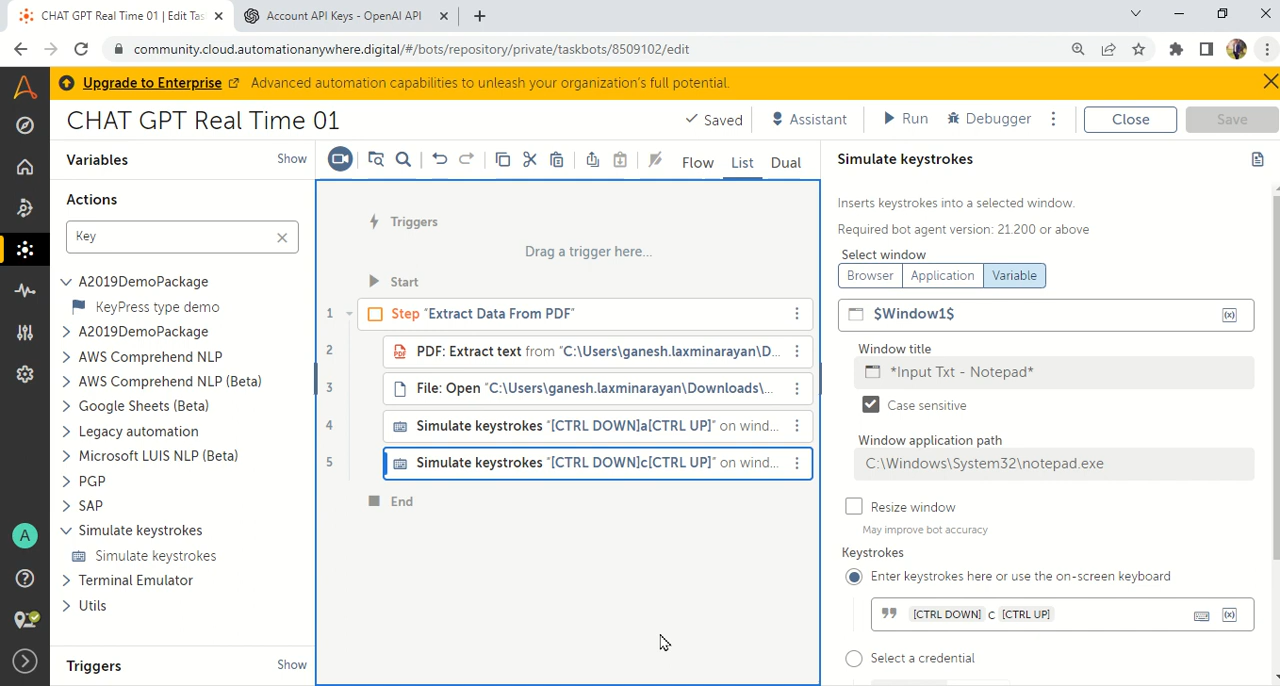 CHAT GPT Real Time 01 | Edit Tas
Account API Keys - OpenAI API
community.cloud.automationanywhere.digital/#/bots/repository/private/taskbots/8509102/edit
Upgrade to Enterprise Advanced automation capabilities to unleash your organization's full potential.
CHAT GPT Real Time 01
Saved
Assistant
Run
Debugger
Close
Save
Variables
Show
Flow
List
Dual
Actions
Key
A2019DemoPackage
KeyPress type demo
A2019DemoPackage
AWS Comprehend NLP
AWS Comprehend NLP (Beta)
Google Sheets (Beta)
Legacy automation
Microsoft LUIS NLP (Beta)
PGP
SAP
Simulate keystrokes
Simulate keystrokes
Terminal Emulator
Utils
A
Triggers
Show
Triggers
Drag a trigger here...
Start
1 Step "Extract Data From PDF"
2 PDF: Extract text from "C:\Users\ganesh.laxminarayan\D...
3 File: Open "C:\Users\ganesh.laxminarayan\Downloads\...
4 Simulate keystrokes "[CTRL DOWN]a[CTRL UP]" on wind...
5 Simulate keystrokes "[CTRL DOWN]c[CTRL UP]" on wind...
End
Simulate keystrokes
Inserts keystrokes into a selected window.
Required bot agent version: 21.200 or above
Select window
Browser
Application
Variable
$Window1$
(x)
Window title
*Input Txt - Notepad*
Case sensitive
Window application path
C:\Windows\System32\notepad.exe
Resize window
May improve bot accuracy
Keystrokes
Enter keystrokes here or use the on-screen keyboard
[CTRL DOWN] c [CTRL UP]
(x)
Select a credential